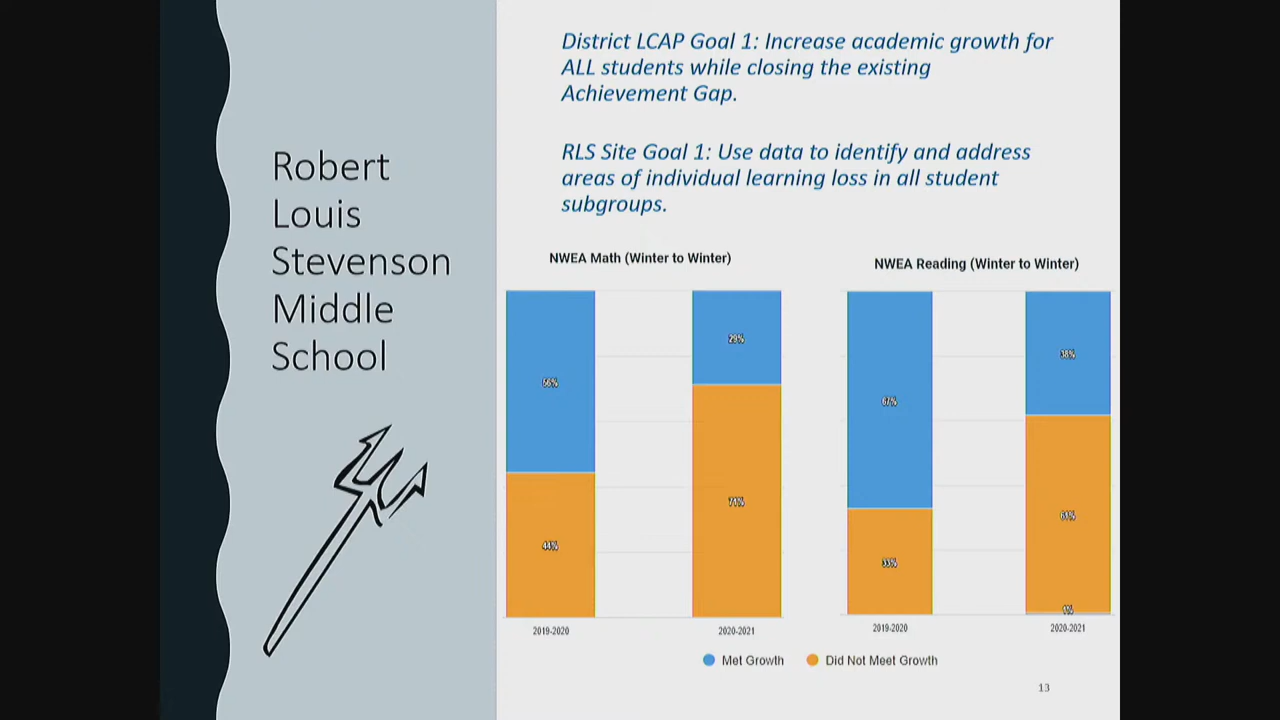 Robert
Louis
Stevenson
Middle
School
District LCAP Goal 1: Increase academic growth for
ALL students while closing the existing
Achievement Gap.
RLS Site Goal 1: Use data to identify and address
areas of individual learning loss in all student
subgroups.
NWEA Math (Winter to Winter)
29%
56%
71%
44%
2019-2020
2020-2021
NWEA Reading (Winter to Winter)
38%
67%
61%
33%
2019-2020
2020-2021
Met Growth
Did Not Meet Growth
13